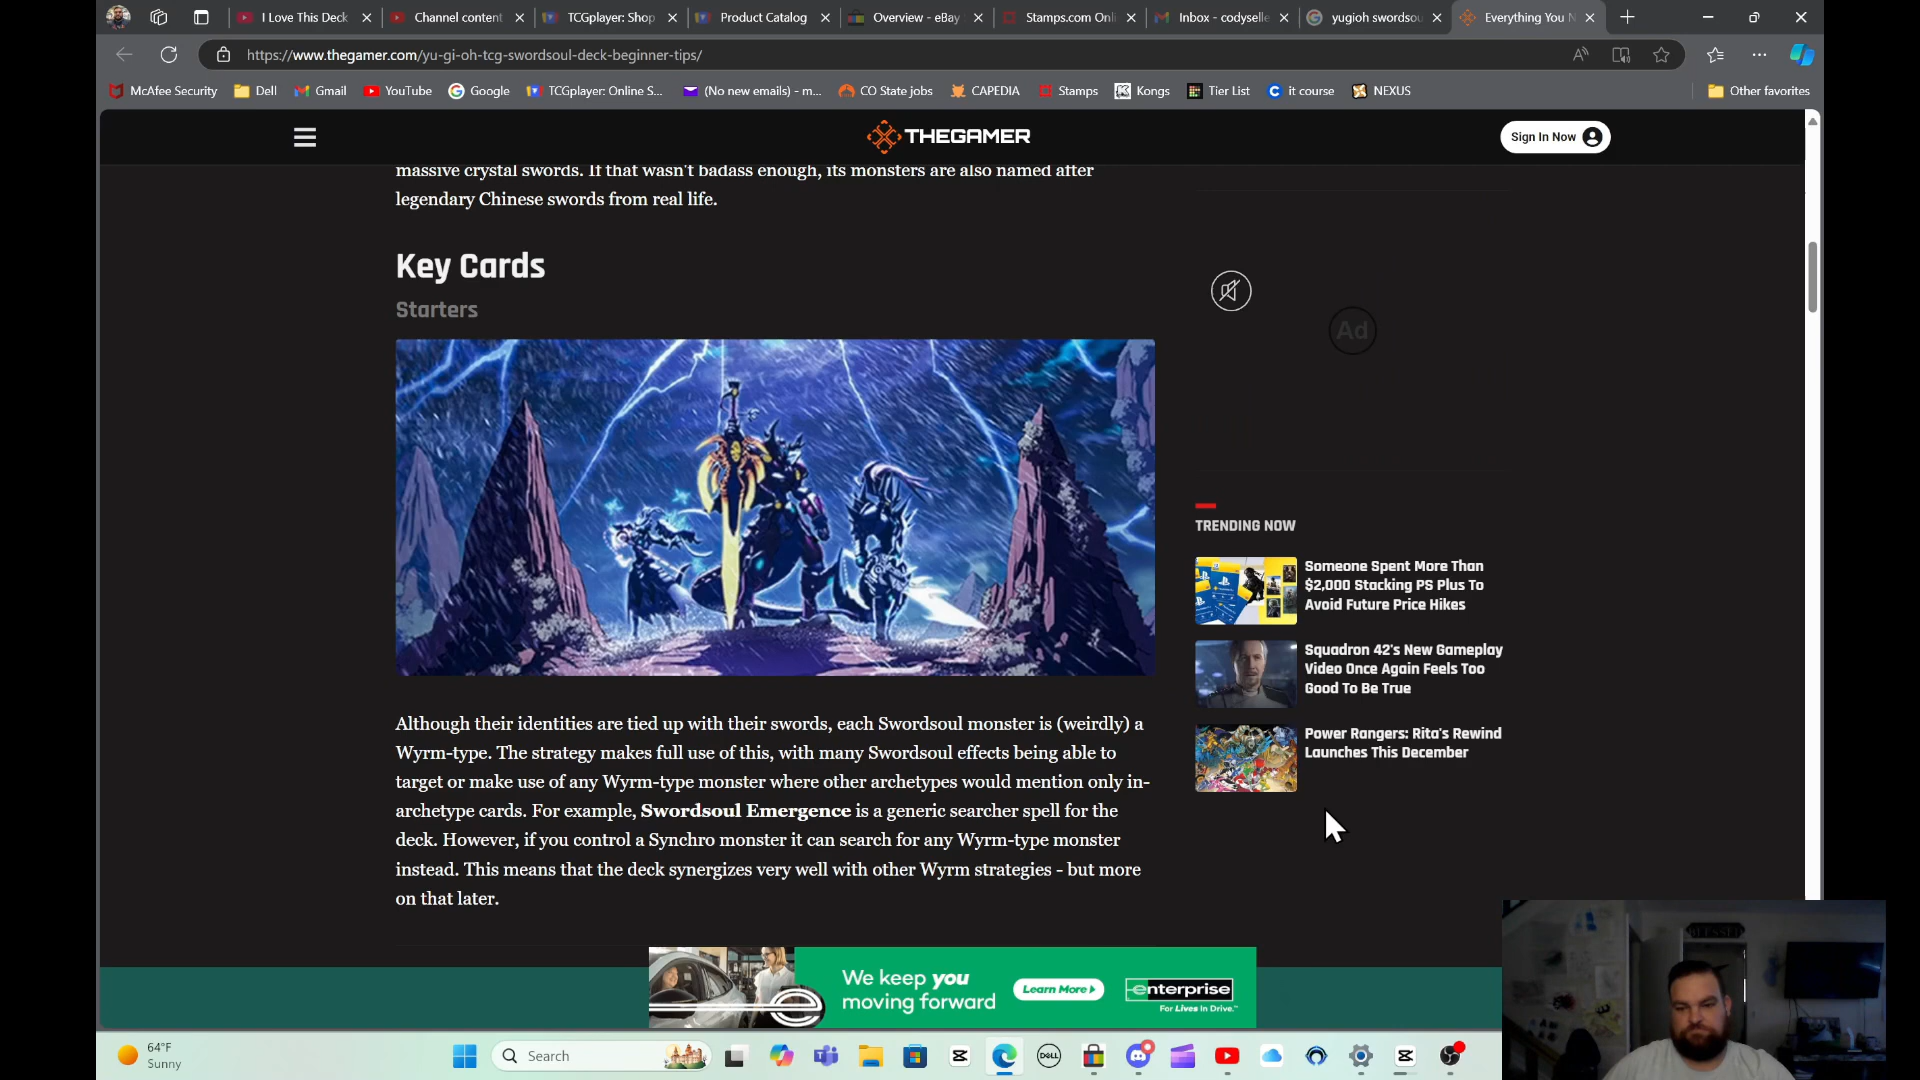 I Love This Deck
Channel content
TCGplayer: Shop
Product Catalog
Overview - eBay
Stamps.com Onli
Inbox - codyselle
yugioh swordsou
Everything You N
https://www.thegamer.com/yu-gi-oh-tcg-swordsoul-deck-beginner-tips/
McAfee Security
Dell
Gmail
YouTube
Google
TCGplayer: Online S...
(No new emails) - m...
CO State jobs
CAPEDIA
Stamps
Kongs
Tier List
it course
NEXUS
Other favorites
THEGAMER
Sign In Now
massive crystal swords. If that wasn't badass enough, its monsters are also named after
legendary Chinese swords from real life.
Key Cards
Starters
Ad
TRENDING NOW
Someone Spent More Than
$2,000 Stacking PS Plus To
Avoid Future Price Hikes
Squadron 42's New Gameplay
Video Once Again Feels Too
Good To Be True
Power Rangers: Rita's Rewind
Launches This December
Although their identities are tied up with their swords, each Swordsoul monster is (weirdly) a
Wyrm-type. The strategy makes full use of this, with many Swordsoul effects being able to
target or make use of any Wyrm-type monster where other archetypes would mention only in-
archetype cards. For example, Swordsoul Emergence is a generic searcher spell for the
deck. However, if you control a Synchro monster it can search for any Wyrm-type monster
instead. This means that the deck synergizes very well with other Wyrm strategies - but more
on that later.
We keep you
moving forward
Learn More
enterprise
For Lives In Drive.
BLESSED
64°F
Sunny
Search
DELL